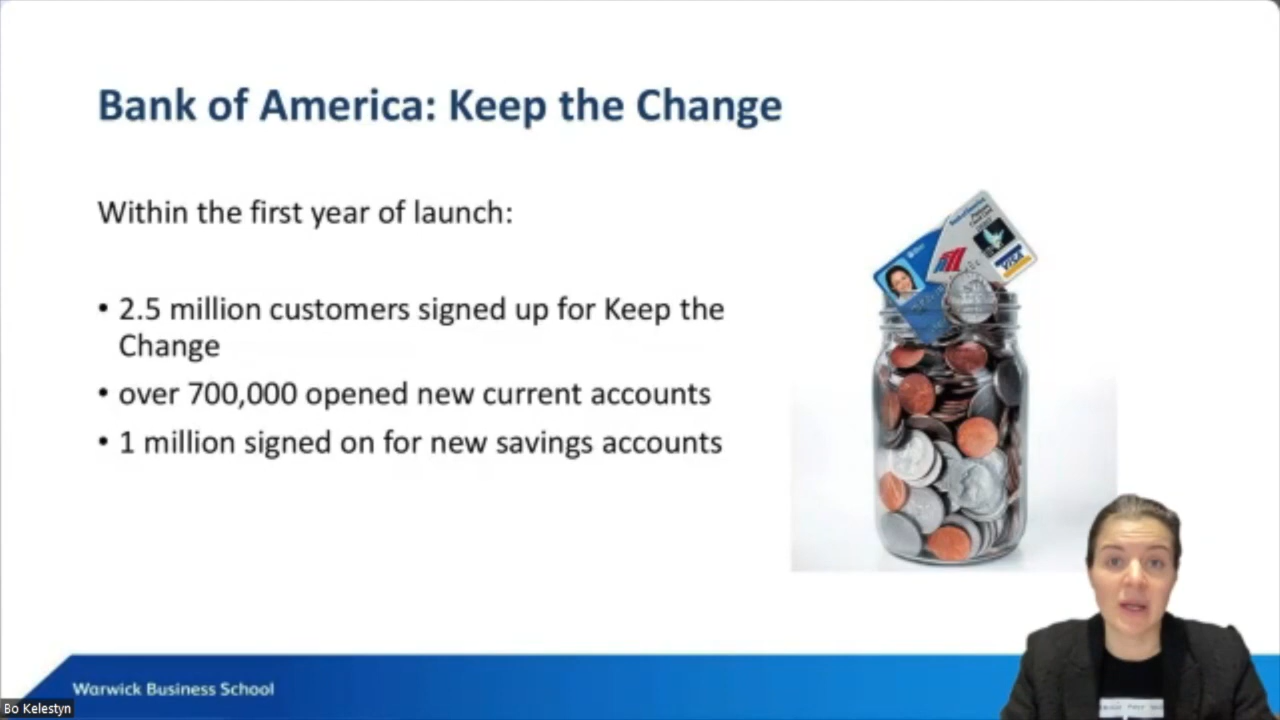 Bank of America: Keep the Change
Within the first year of launch:
• 2.5 million customers signed up for Keep the
Change
• over 700,000 opened new current accounts
• 1 million signed on for new savings accounts
VISA
Warwick Business School
Bo Kelestyn